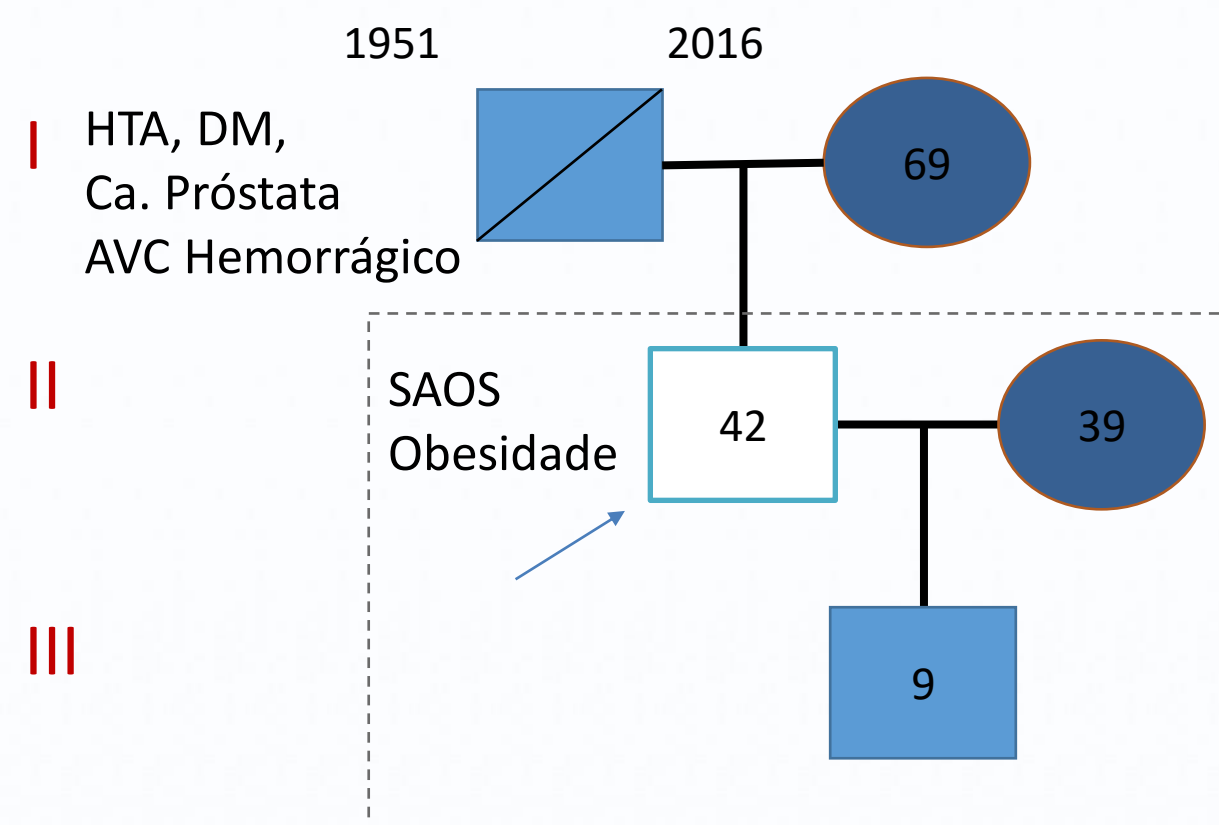 1951 2016
I
HTA, DM,
Ca. Próstata
AVC Hemorrágico
69
II
SAOS
Obesidade
42
39
III
9